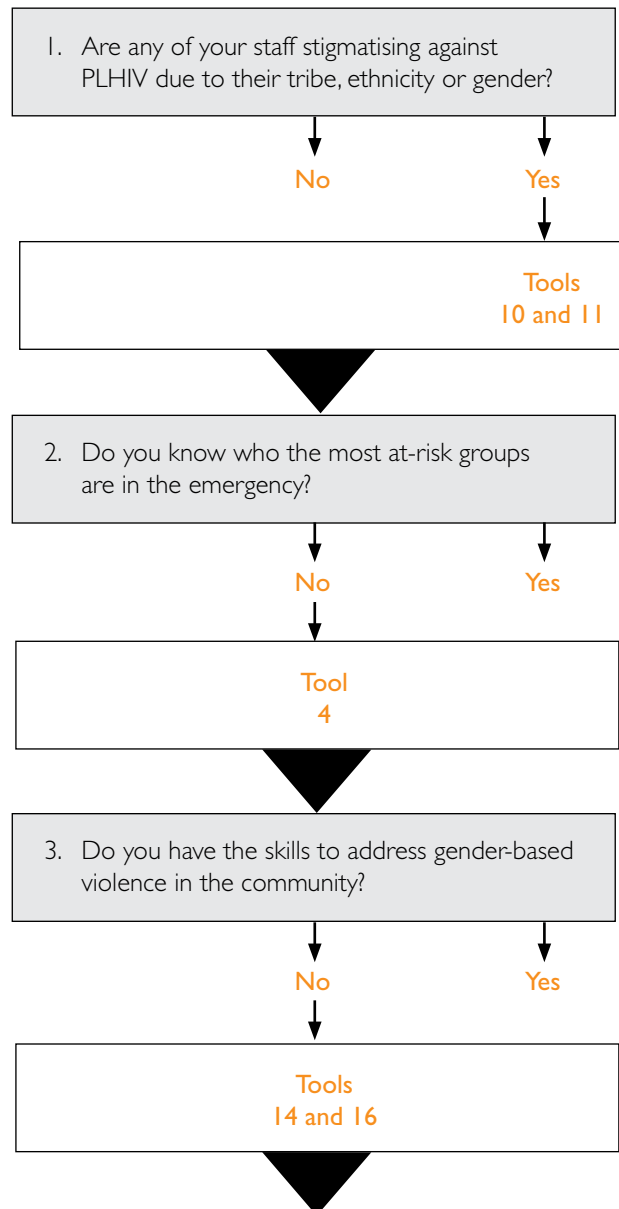 1. Are any of your staff stigmatising against
PLHIV due to their tribe, ethnicity or gender?
No Yes
Tools
10 and 11
2. Do you know who the most at-risk groups
are in the emergency?
No Yes
Tool
4
3. Do you have the skills to address gender-based
violence in the community?
No Yes
Tools
14 and 16